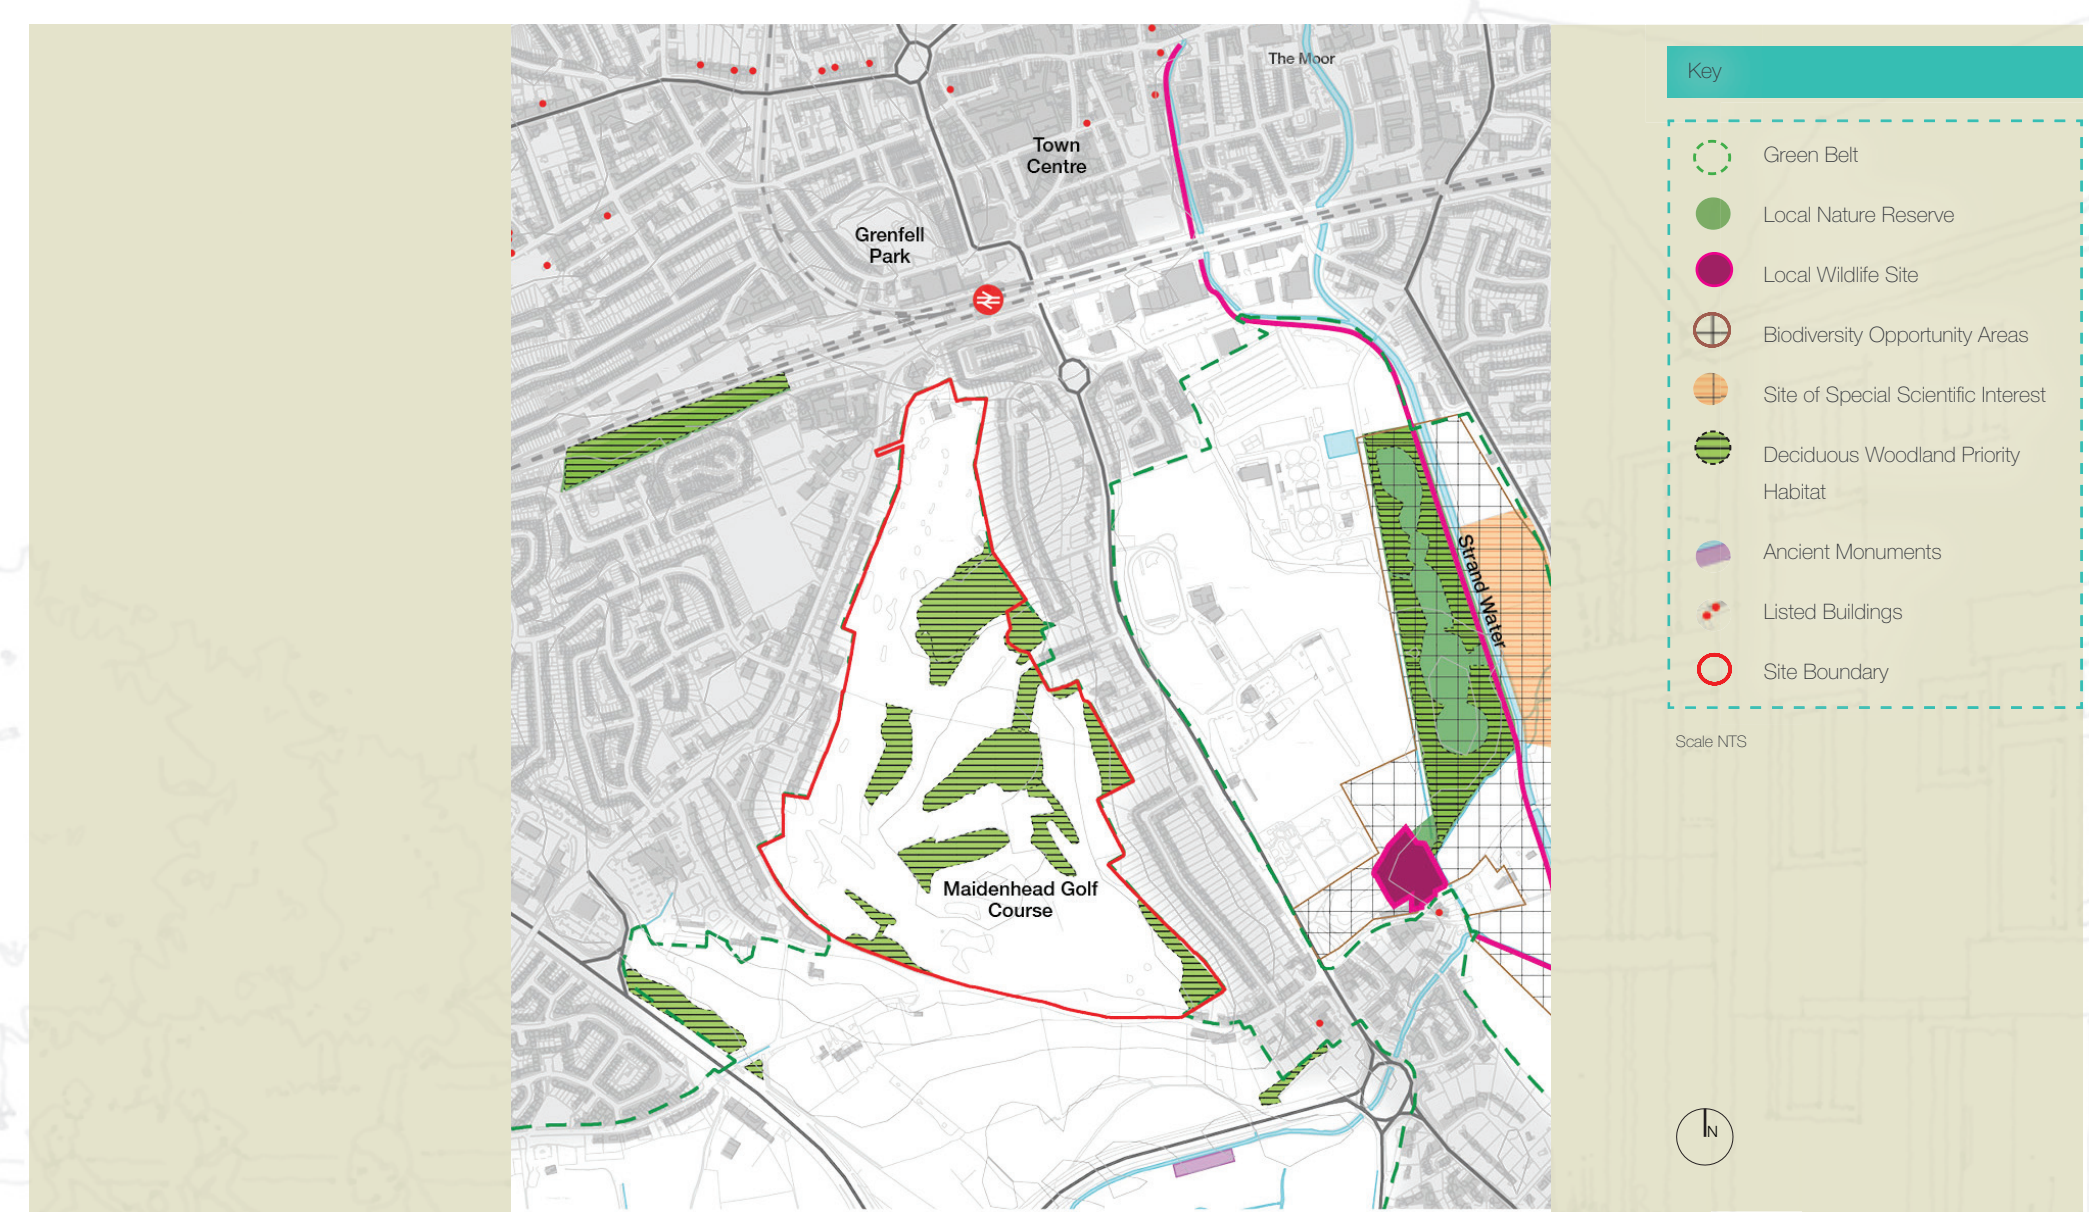 The Moor
Town
Centre
Grenfell
Park
Strand Water
Maidenhead Golf
Course
Key
Green Belt
Local Nature Reserve
Local Wildlife Site
Biodiversity Opportunity Areas
Site of Special Scientific Interest
Deciduous Woodland Priority
Habitat
Ancient Monuments
Listed Buildings
Site Boundary
Scale NTS
N